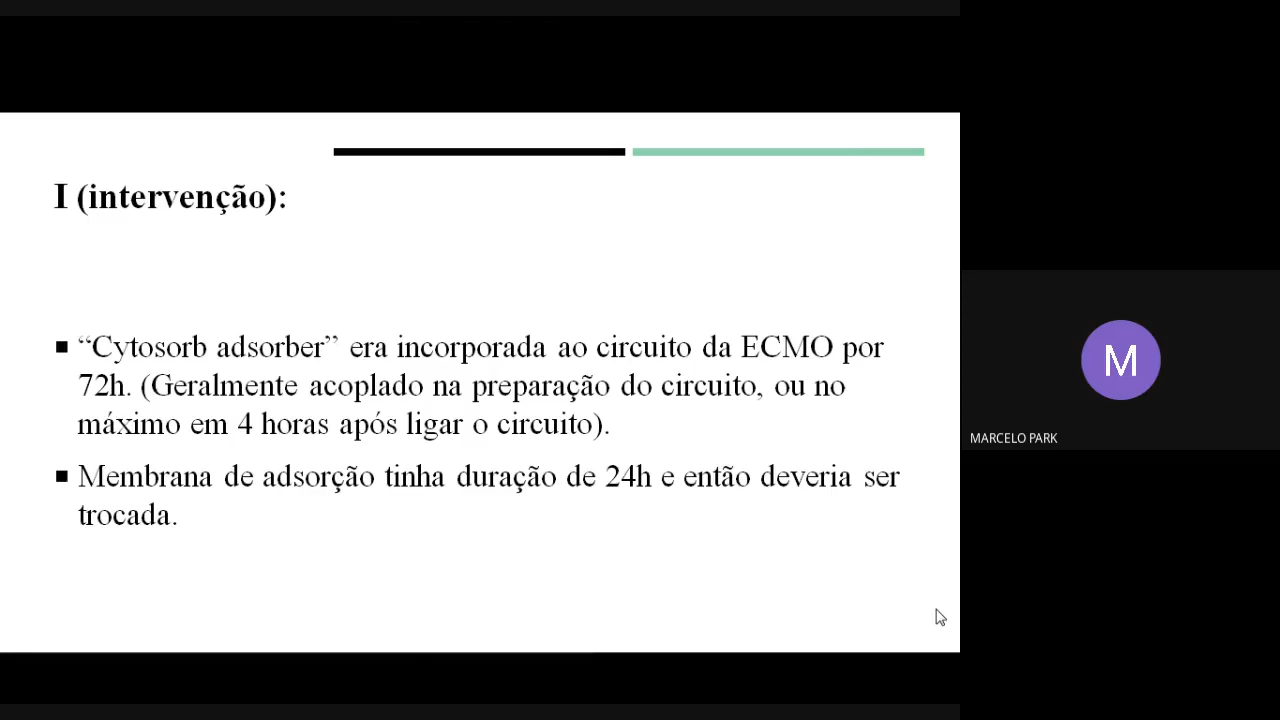 I (intervenção):
“Cytosorb adsorber” era incorporada ao circuito da ECMO por
72h. (Geralmente acoplado na preparação do circuito, ou no
máximo em 4 horas após ligar o circuito).
Membrana de adsorção tinha duração de 24h e então deveria ser
trocada.
M
MARCELO PARK